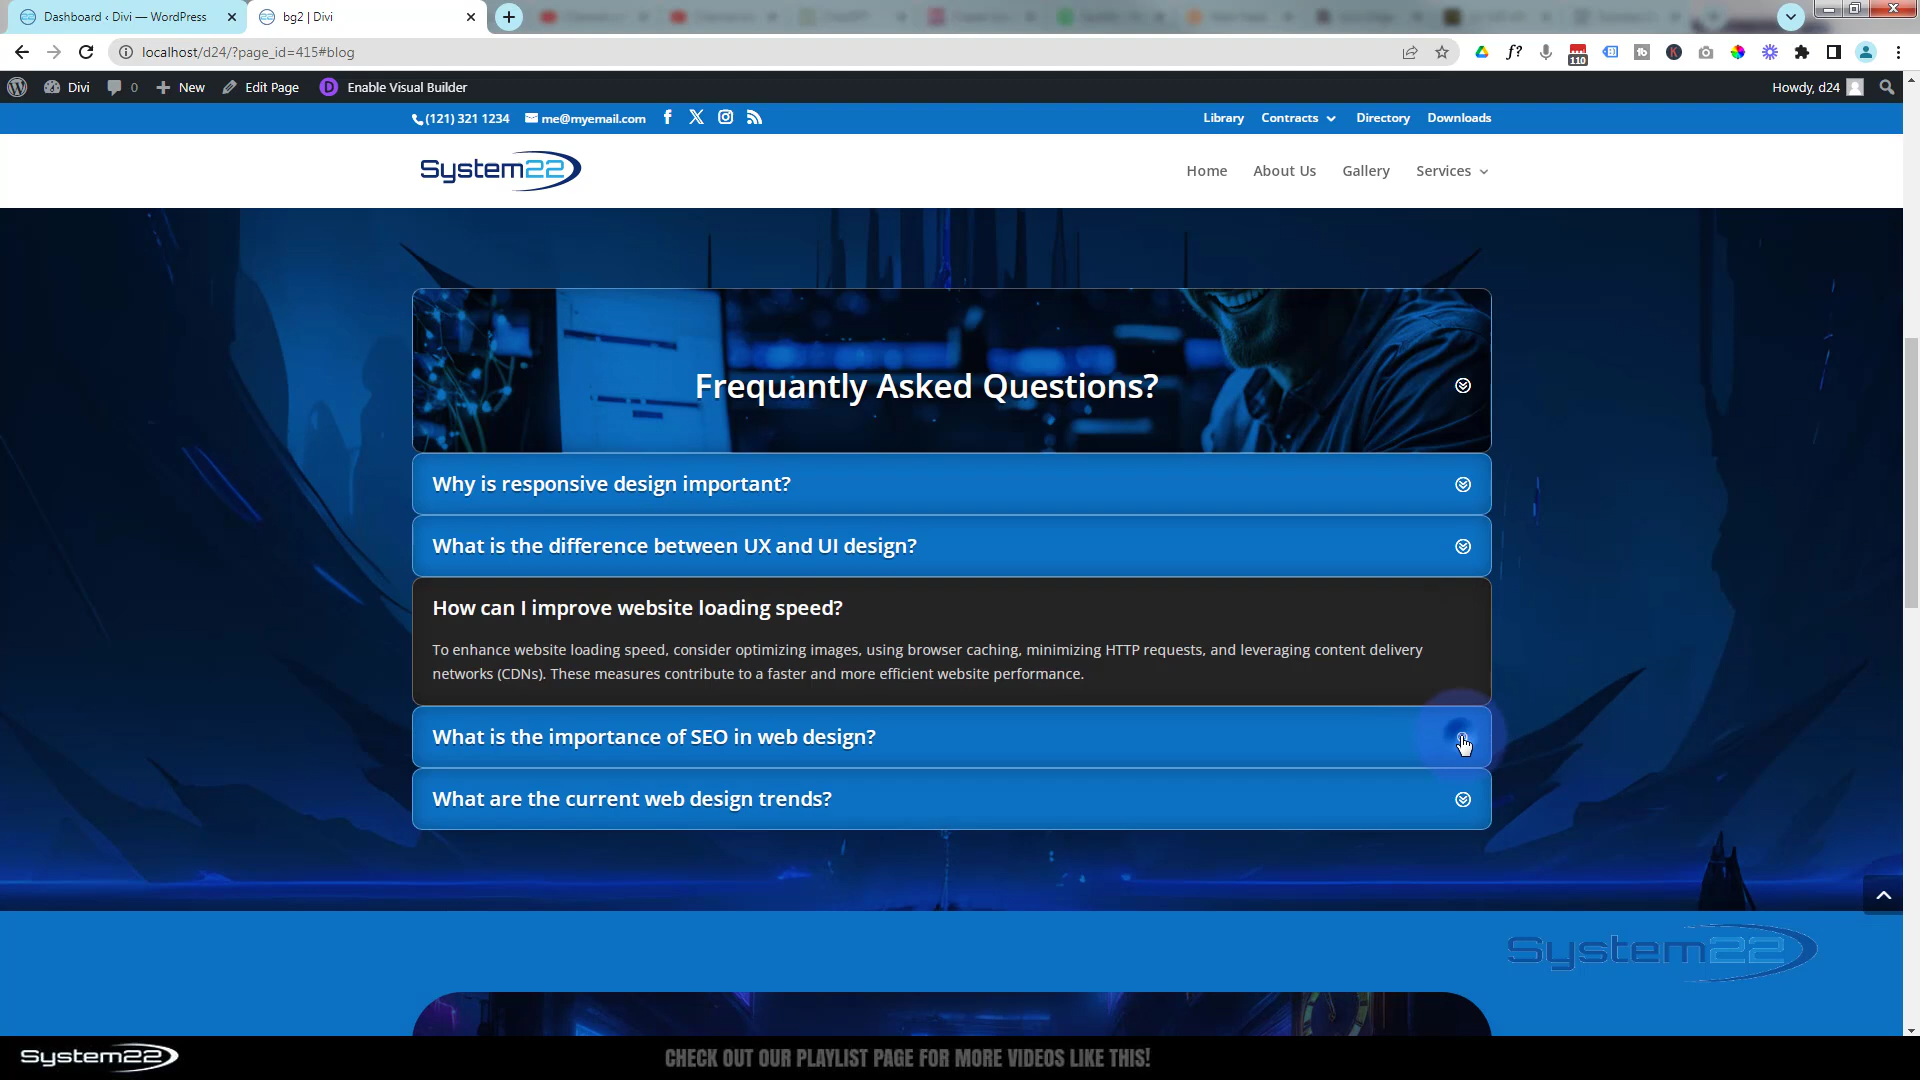 Dashboard ‹ Divi — WordPress
bg2 | Divi
localhost/d24/?page_id=415#blog
f?
110
Divi
0
New
Edit Page
D
Enable Visual Builder
Howdy, d24
(121) 321 1234
me@myemail.com
Library
Contracts
Directory
Downloads
System22
Home
About Us
Gallery
Services
Frequantly Asked Questions?
Why is responsive design important?
What is the difference between UX and UI design?
How can I improve website loading speed?
To enhance website loading speed, consider optimizing images, using browser caching, minimizing HTTP requests, and leveraging content delivery
networks (CDNs). These measures contribute to a faster and more efficient website performance.
What is the importance of SEO in web design?
What are the current web design trends?
System22
System22
CHECK OUT OUR PLAYLIST PAGE FOR MORE VIDEOS LIKE THIS!